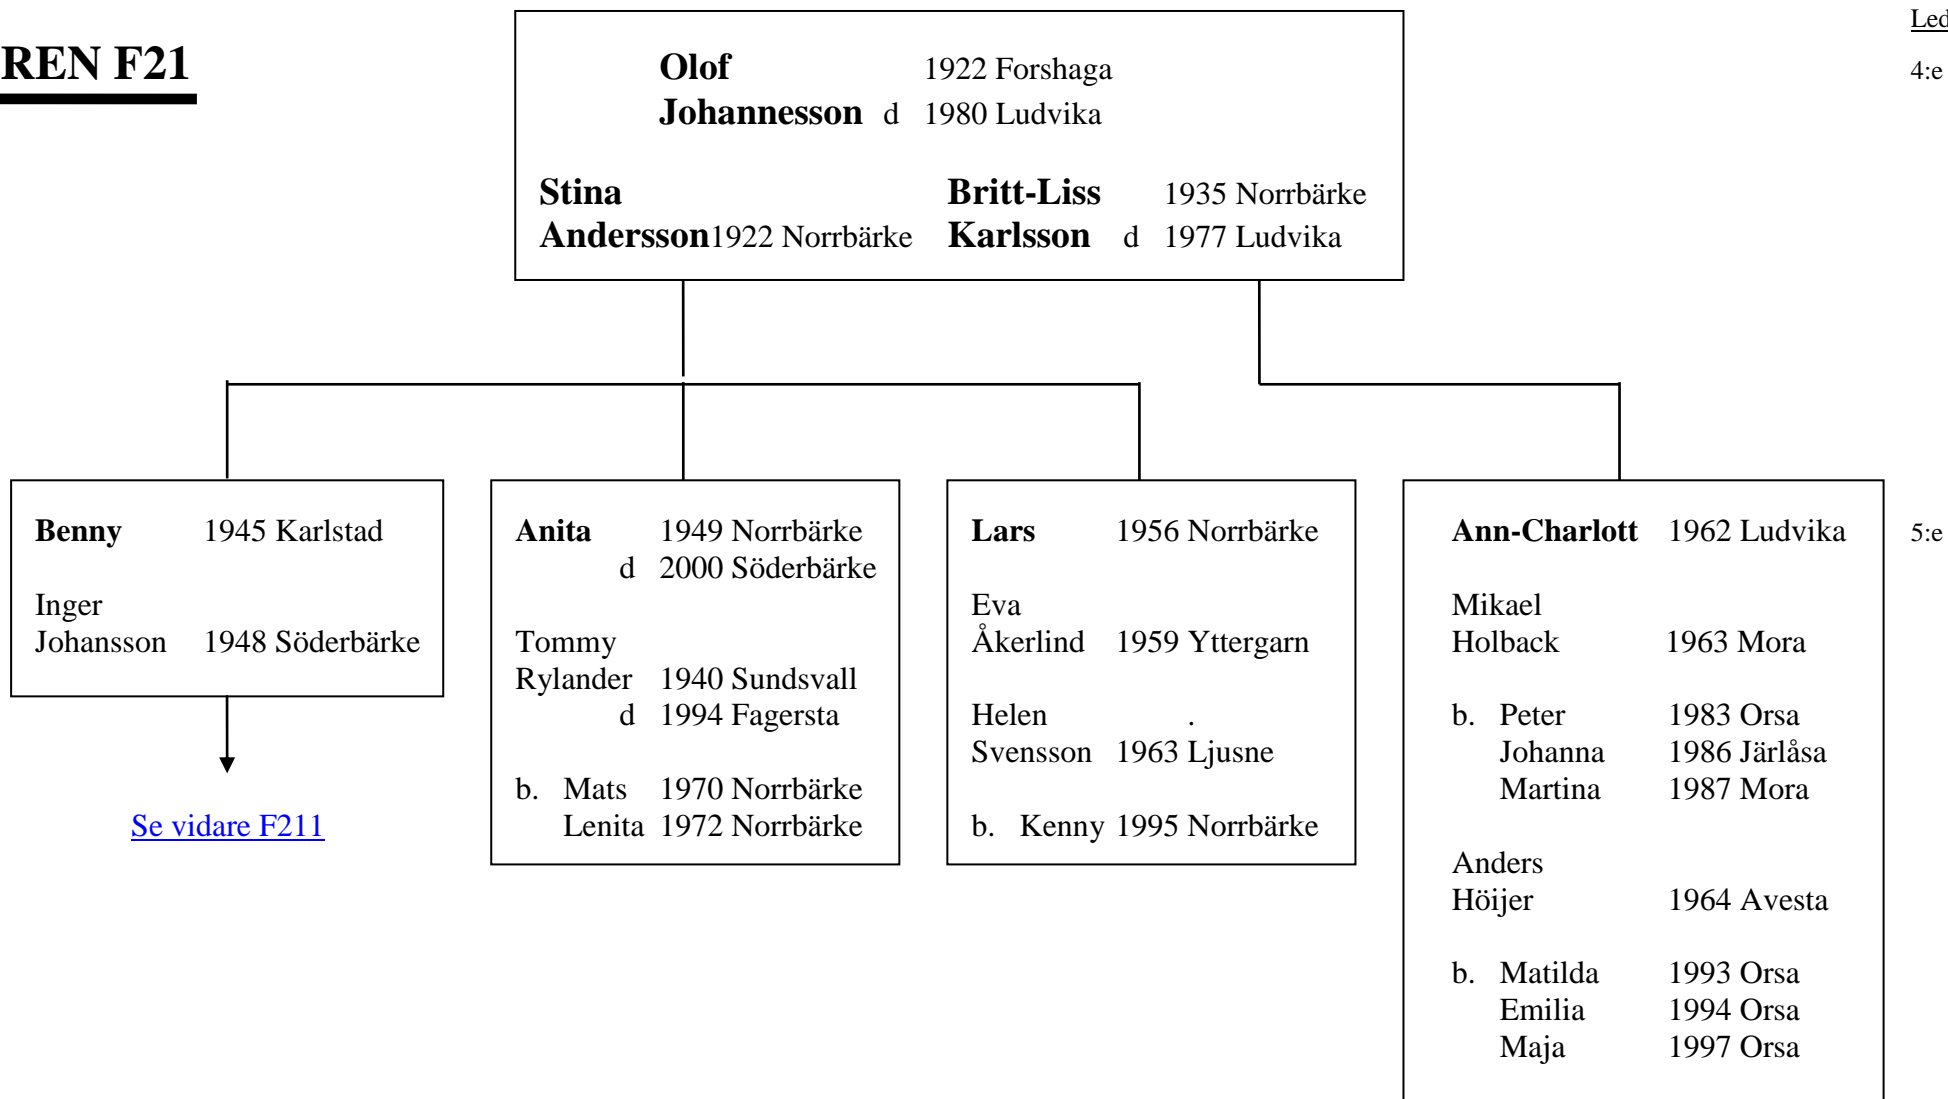 Led
REN F21
Olof 1922 Forshaga
4:e
Johannesson d 1980 Ludvika
Stina
Andersson1922 Norrbärke
Britt-Liss 1935 Norrbärke
Karlsson d 1977 Ludvika
Benny 1945 Karlstad
Inger
Johansson 1948 Söderbärke
Se vidare F211
Anita 1949 Norrbärke
d 2000 Söderbärke
Tommy
Rylander 1940 Sundsvall
d 1994 Fagersta
b. Mats 1970 Norrbärke
Lenita 1972 Norrbärke
Lars 1956 Norrbärke
Eva
Åkerlind 1959 Yttergarn
Helen .
Svensson 1963 Ljusne
b. Kenny 1995 Norrbärke
Ann-Charlott 1962 Ludvika
5:e
Mikael
Holback 1963 Mora
b. Peter 1983 Orsa
Johanna 1986 Järlåsa
Martina 1987 Mora
Anders
Höijer 1964 Avesta
b. Matilda 1993 Orsa
Emilia 1994 Orsa
Maja 1997 Orsa